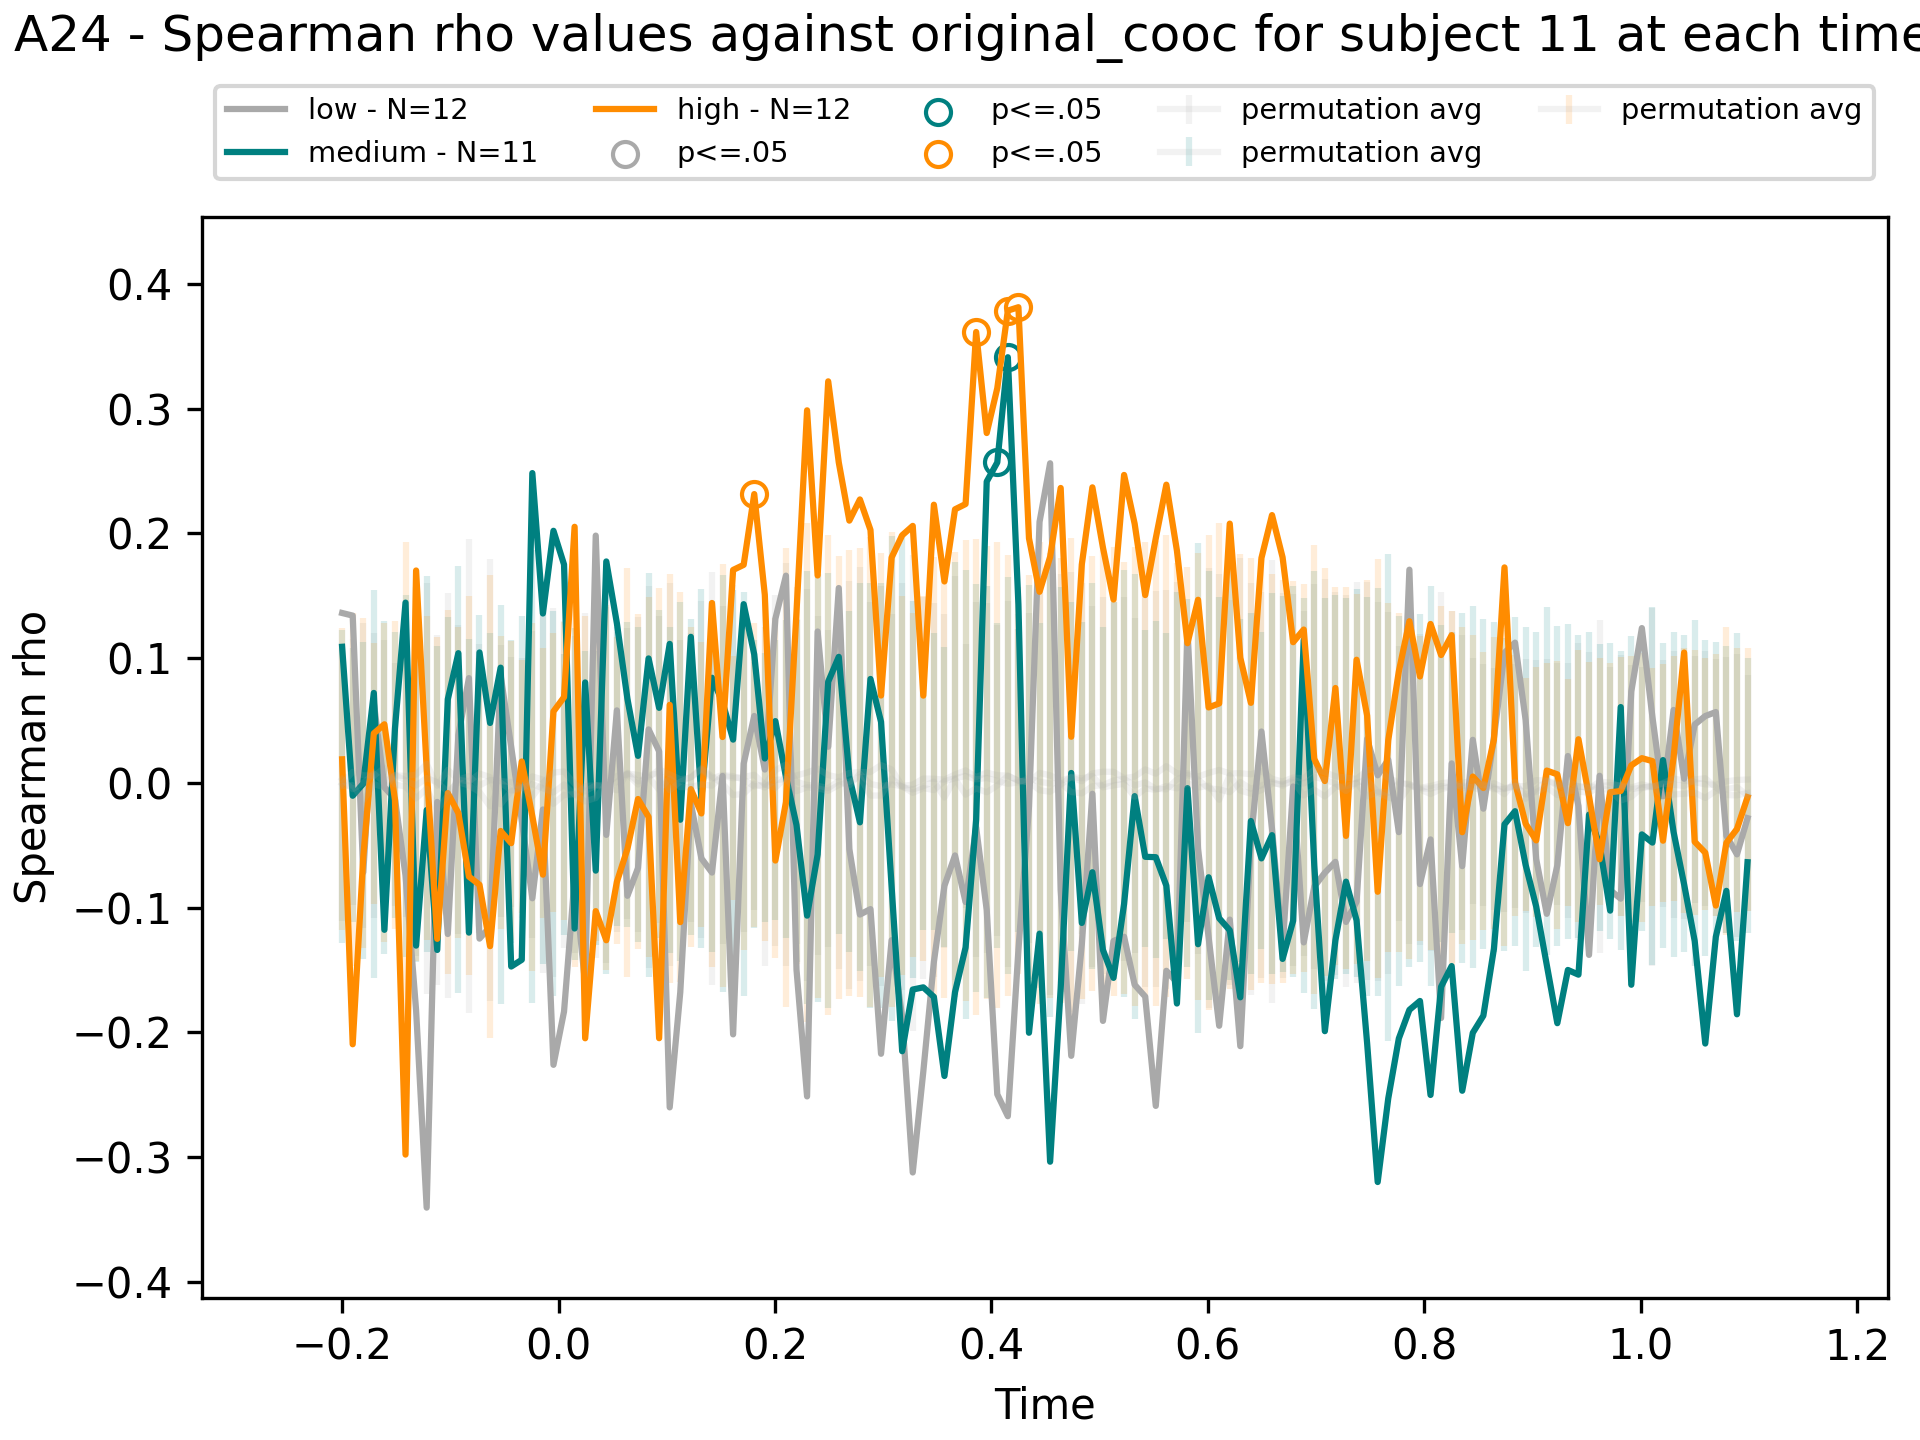 A24 - Spearman rho values against original_cooc for subject 11 at each time
low - N=12
medium - N=11
high - N=12
p<=.05
p<=.05
p<=.05
permutation avg
permutation avg
permutation avg
Spearman rho
0.4
0.3
0.2
0.1
0.0
−0.1
−0.2
−0.3
−0.4
−0.2 0.0 0.2 0.4 0.6 0.8 1.0 1.2
Time